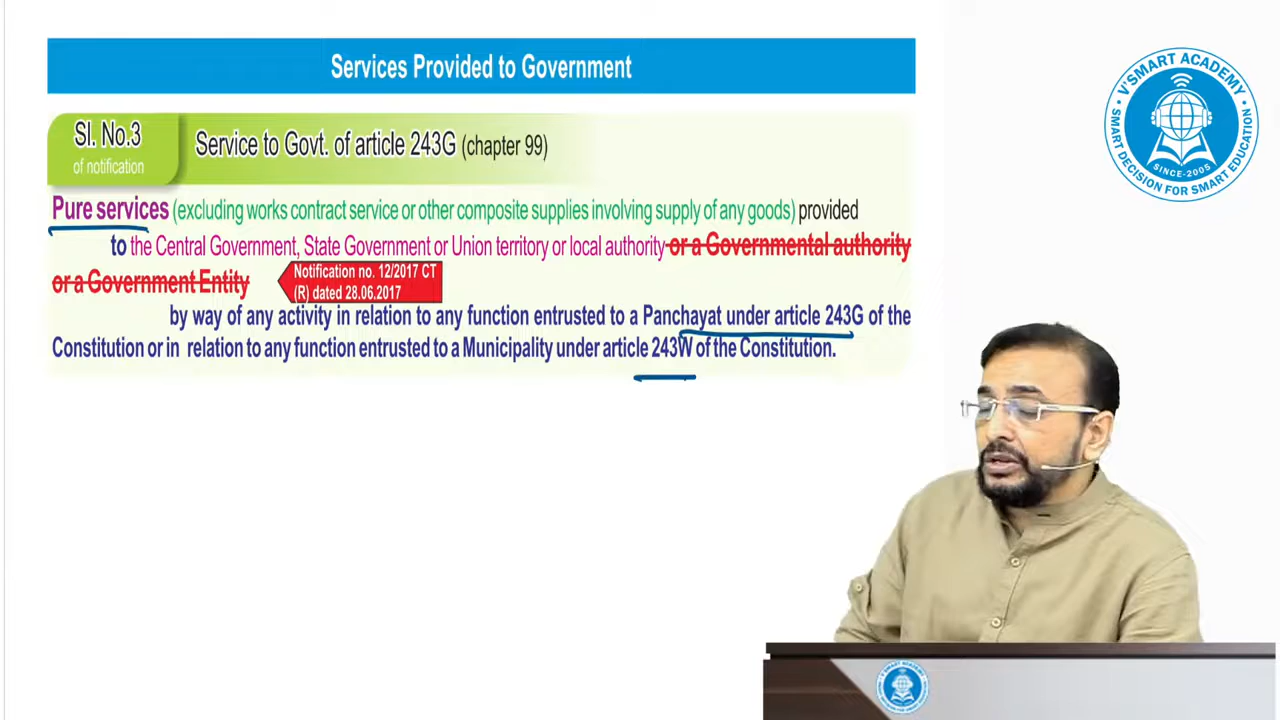 Services Provided to Government
Sl. No.3
of notification
Service to Govt. of article 243G (chapter 99)
Pure services (excluding works contract service or other composite supplies involving supply of any goods) provided
to the Central Government, State Government or Union territory or local authority or a Governmental authority
or a Government Entity
Notification no. 12/2017 CT
(R) dated 28.06.2017
by way of any activity in relation to any function entrusted to a Panchayat under article 243G of the
Constitution or in relation to any function entrusted to a Municipality under article 243W of the Constitution.
V'SMART ACADEMY
SINCE-2005
SMART DECISION FOR SMART EDUCATION